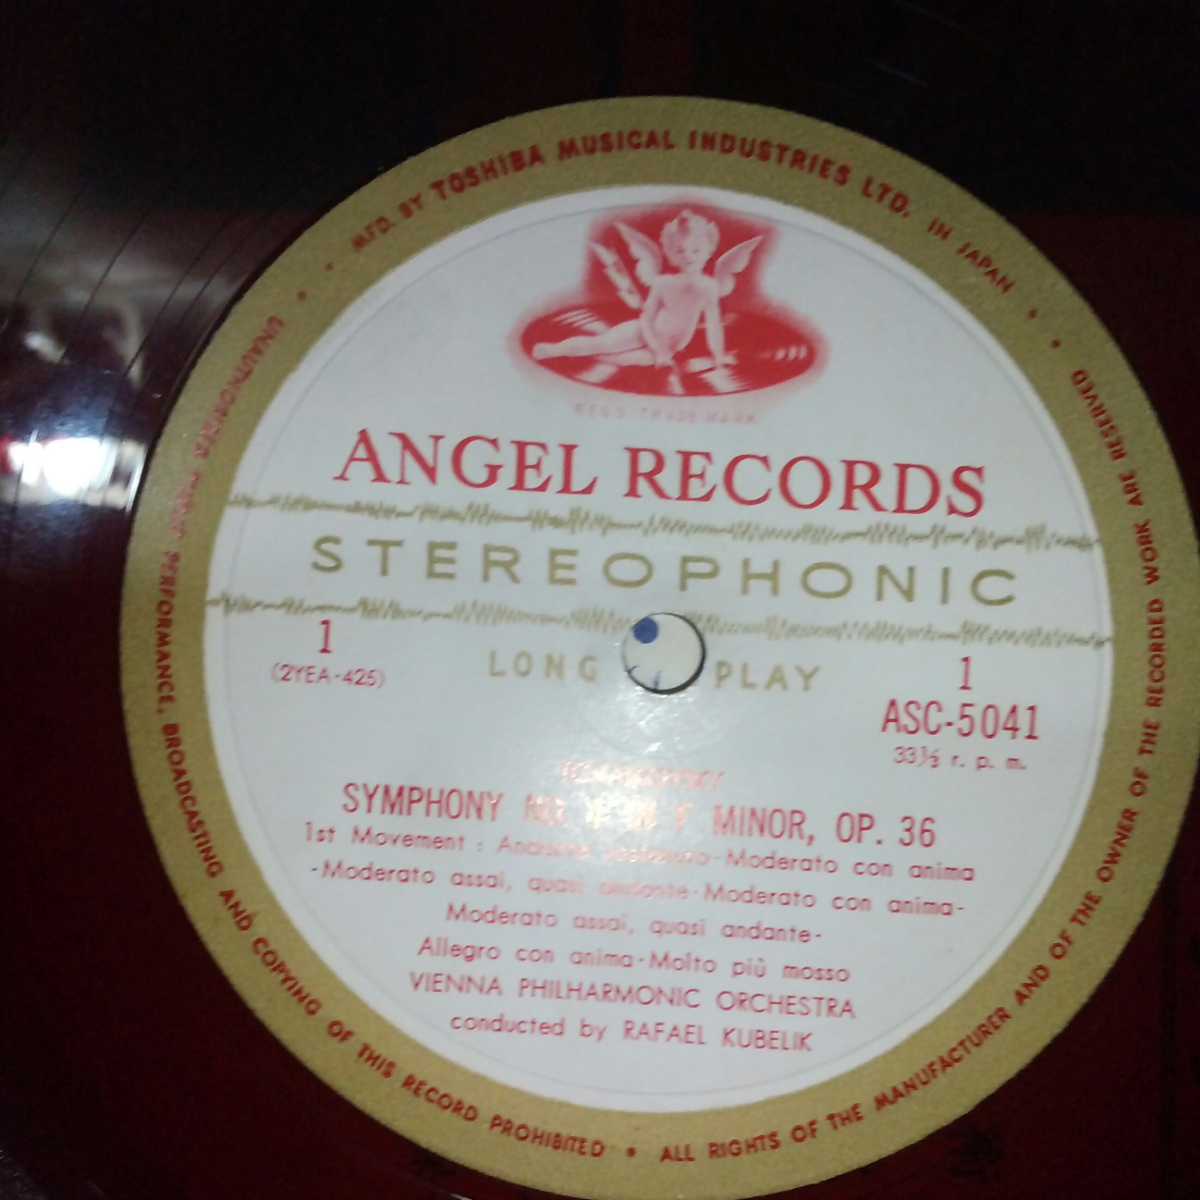 MFD. BY TOSHIBA MUSICAL INDUSTRIES LTD. IN JAPAN
REGD. TRADE MARK
ANGEL RECORDS
STEREOPHONIC
LONG PLAY
1
(2YEA-425)
1
ASC-5041
33⅓ r. p. m.
SYMPHONY MINOR, OP. 36
1st Movement : Andante sostenuto-Moderato con anima
-Moderato assai, quasi andante-Moderato con anima-
Moderato assai, quasi andante-
Allegro con anima-Molto più mosso
VIENNA PHILHARMONIC ORCHESTRA
conducted by RAFAEL KUBELIK
UNAUTHORISED PUBLIC PERFORMANCE, BROADCASTING AND COPYING OF THIS RECORD PROHIBITED • ALL RIGHTS OF THE MANUFACTURER AND OF THE OWNER OF THE RECORDED WORK ARE RESERVED